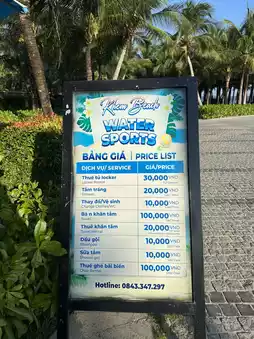 Khem Beach
WATER
SPORTS
BẢNG GIÁ | PRICE LIST
DỊCH VỤ/ SERVICE GIÁ/PRICE
Thuê tủ locker 30,000 VND
Tắm tráng 20,000 VND
Thay đồ/Vệ sinh 10,000 VND
Bán khăn tắm 100,000 VND
Thuê khăn tắm 20,000 VND
Dầu gội 10,000 VND
Sữa tắm 10,000 VND
Thuê ghế bãi biển 100,000 VND
Hotline: 0843.347.297